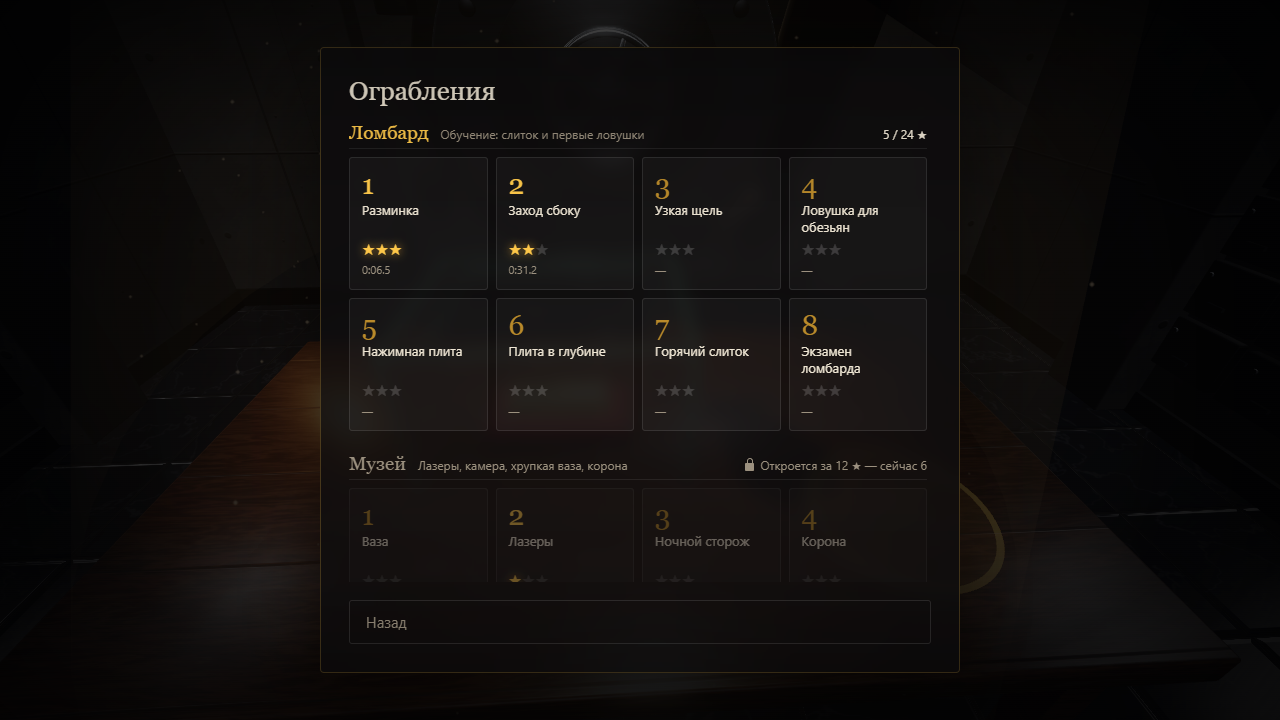 Ограбления
Ломбард Обучение: слиток и первые ловушки 5 / 24 ★
1
Разминка
★★★
0:06.5
2
Заход сбоку
★★★
0:31.2
3
Узкая щель
★★★
—
4
Ловушка для
обезьян
★★★
—
5
Нажимная плита
★★★
—
6
Плита в глубине
★★★
—
7
Горячий слиток
★★★
—
8
Экзамен
ломбарда
★★★
—
Музей Лазеры, камера, хрупкая ваза, корона Откроется за 12 ★ — сейчас 6
1
Ваза
★★★
2
Лазеры
★★★
3
Ночной сторож
★★★
4
Корона
★★★
Назад